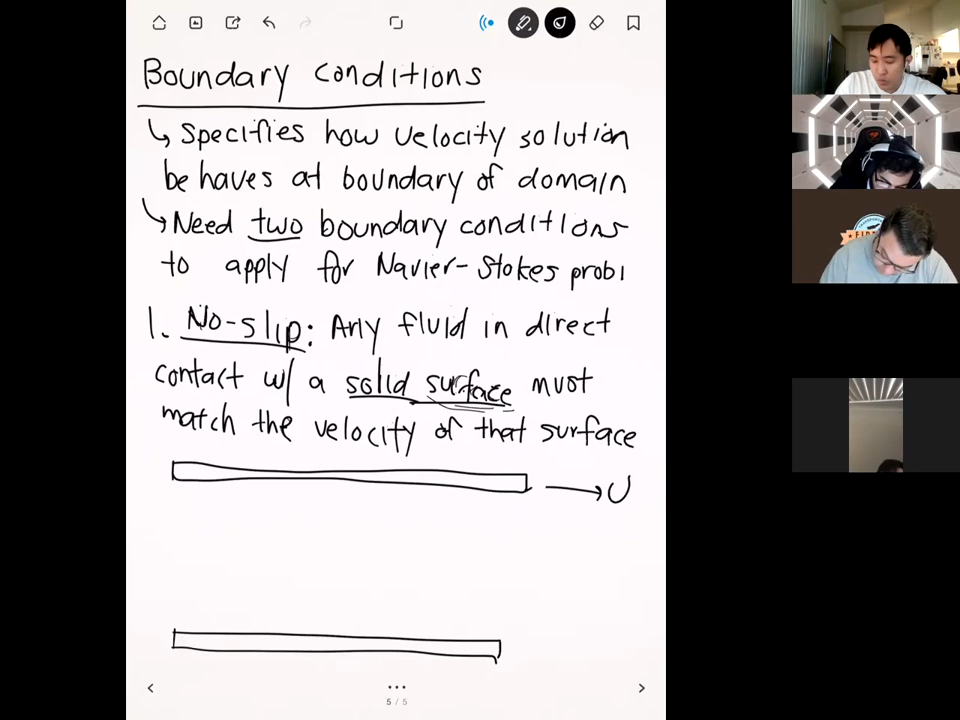 Boundary conditions
↳ Specifies how velocity solution
behaves at boundary of domain
↳ Need two boundary conditions
to apply for Navier-Stokes probl
1. No-slip: Any fluid in direct
contact w/ a solid surface must
match the velocity of that surface
→ U
5 / 5